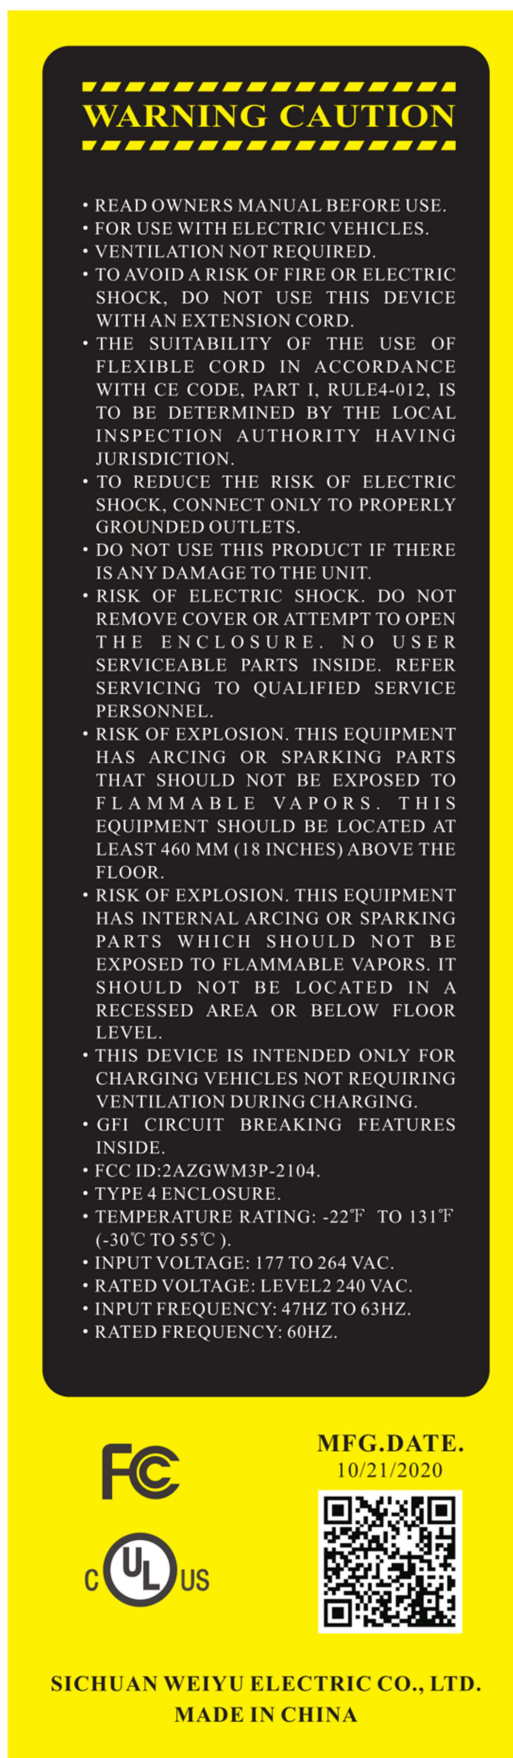 WARNING CAUTION
• READ OWNERS MANUAL BEFORE USE.
• FOR USE WITH ELECTRIC VEHICLES.
• VENTILATION NOT REQUIRED.
• TO AVOID A RISK OF FIRE OR ELECTRIC
SHOCK, DO NOT USE THIS DEVICE
WITH AN EXTENSION CORD.
• THE SUITABILITY OF THE USE OF
FLEXIBLE CORD IN ACCORDANCE
WITH CE CODE, PART I, RULE4-012, IS
TO BE DETERMINED BY THE LOCAL
INSPECTION AUTHORITY HAVING
JURISDICTION.
• TO REDUCE THE RISK OF ELECTRIC
SHOCK, CONNECT ONLY TO PROPERLY
GROUNDED OUTLETS.
• DO NOT USE THIS PRODUCT IF THERE
IS ANY DAMAGE TO THE UNIT.
• RISK OF ELECTRIC SHOCK. DO NOT
REMOVE COVER OR ATTEMPT TO OPEN
THE ENCLOSURE. NO USER
SERVICEABLE PARTS INSIDE. REFER
SERVICING TO QUALIFIED SERVICE
PERSONNEL.
• RISK OF EXPLOSION. THIS EQUIPMENT
HAS ARCING OR SPARKING PARTS
THAT SHOULD NOT BE EXPOSED TO
FLAMMABLE VAPORS. THIS
EQUIPMENT SHOULD BE LOCATED AT
LEAST 460 MM (18 INCHES) ABOVE THE
FLOOR.
• RISK OF EXPLOSION. THIS EQUIPMENT
HAS INTERNAL ARCING OR SPARKING
PARTS WHICH SHOULD NOT BE
EXPOSED TO FLAMMABLE VAPORS. IT
SHOULD NOT BE LOCATED IN A
RECESSED AREA OR BELOW FLOOR
LEVEL.
• THIS DEVICE IS INTENDED ONLY FOR
CHARGING VEHICLES NOT REQUIRING
VENTILATION DURING CHARGING.
• GFI CIRCUIT BREAKING FEATURES
INSIDE.
• FCC ID:2AZGWM3P-2104.
• TYPE 4 ENCLOSURE.
• TEMPERATURE RATING: -22℉ TO 131℉
(-30℃ TO 55℃ ).
• INPUT VOLTAGE: 177 TO 264 VAC.
• RATED VOLTAGE: LEVEL2 240 VAC.
• INPUT FREQUENCY: 47HZ TO 63HZ.
• RATED FREQUENCY: 60HZ.
FC
MFG.DATE.
10/21/2020
C UL US
SICHUAN WEIYU ELECTRIC CO., LTD.
MADE IN CHINA